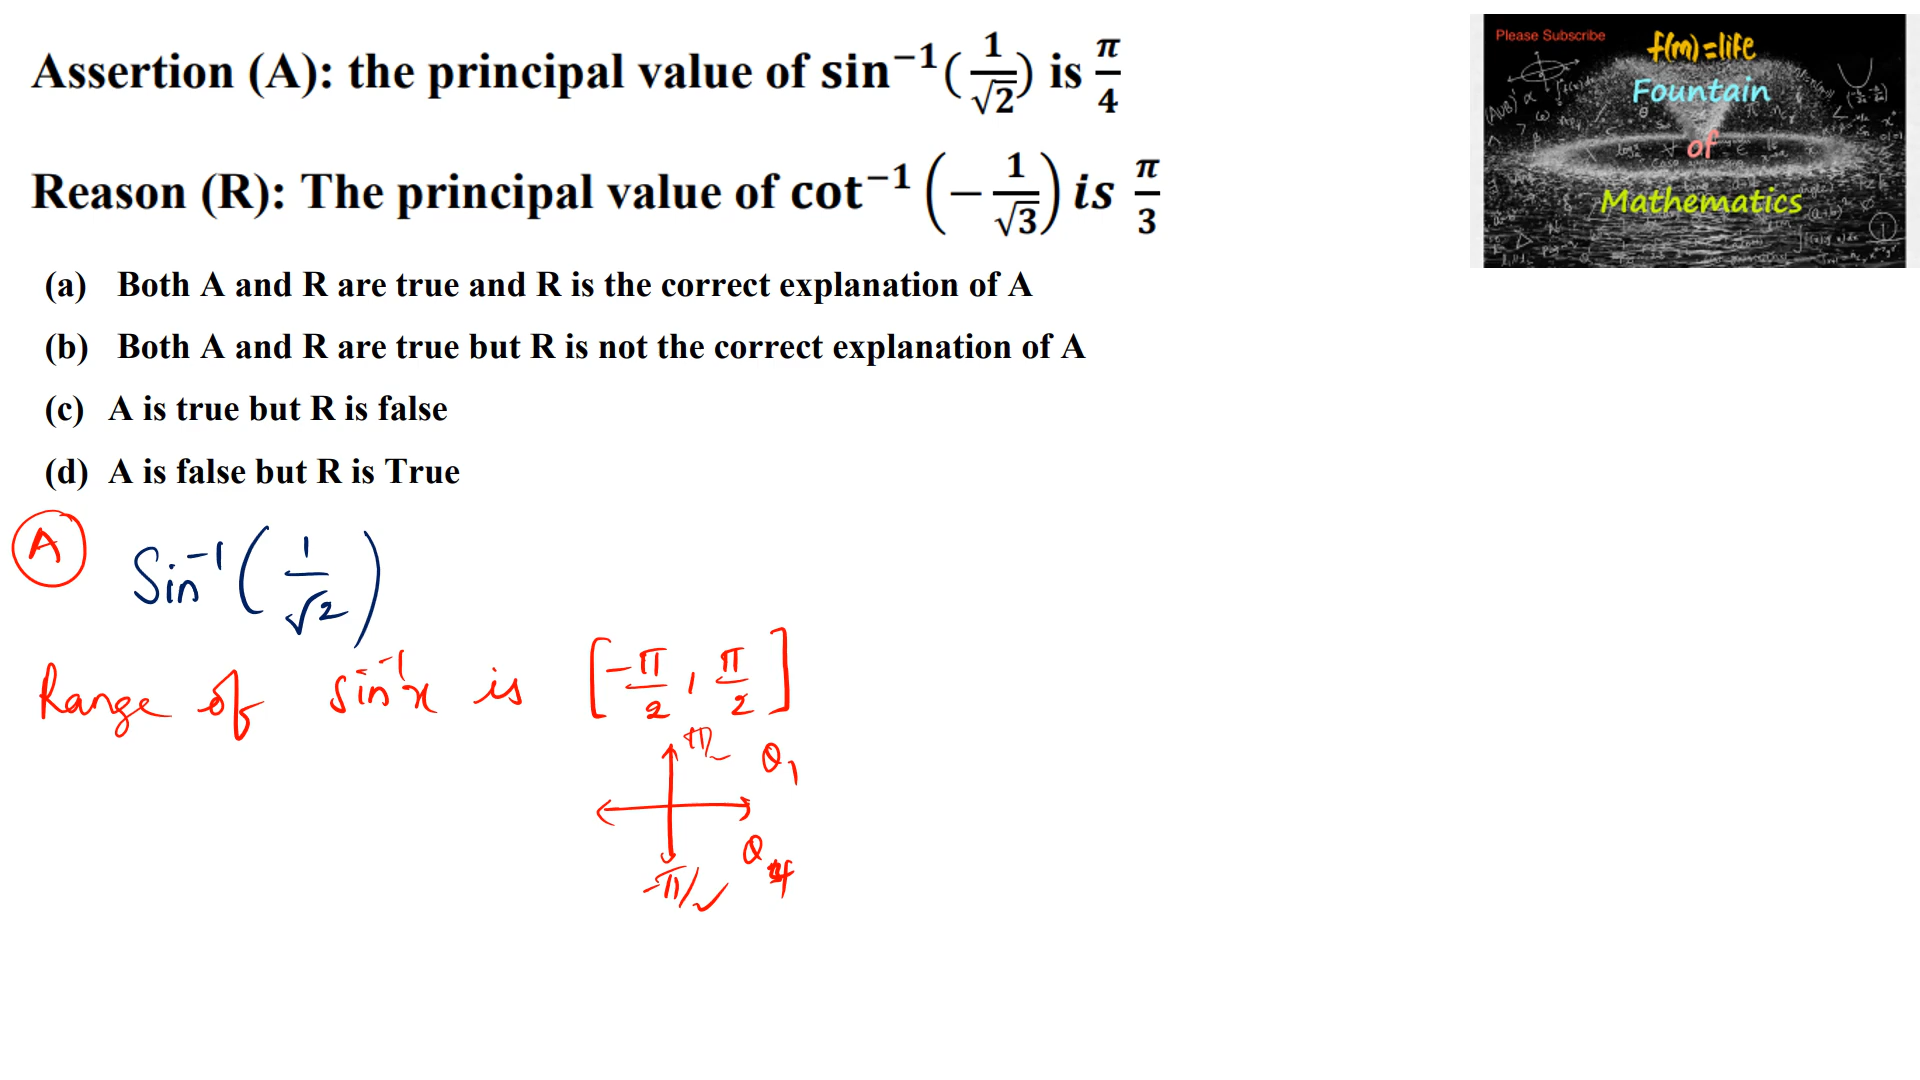 Assertion (A): the principal value of sin⁻¹(1/√2) is π/4
Reason (R): The principal value of cot⁻¹(−1/√3) is π/3
(a) Both A and R are true and R is the correct explanation of A
(b) Both A and R are true but R is not the correct explanation of A
(c) A is true but R is false
(d) A is false but R is True
A Sin⁻¹(1/√2)
Range of sin⁻¹x is [-π/2, π/2]
π/2 Q1
Q4
-π/2
Please Subscribe
f(m)=life
Fountain
of
Mathematics